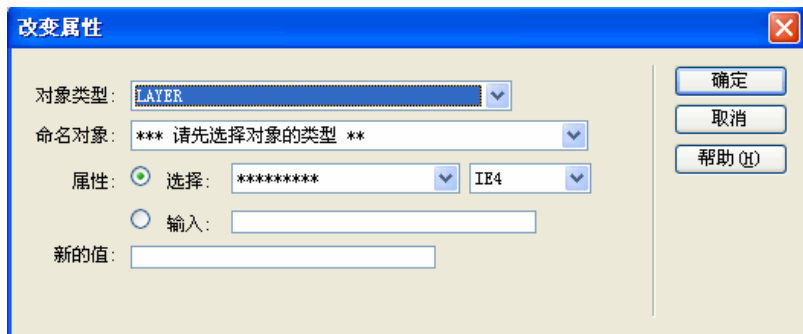 改变属性
对象类型: LAYER
命名对象: *** 请先选择对象的类型 **
属性: 选择: ********* IE4
输入:
新的值:
确定
取消
帮助(H)